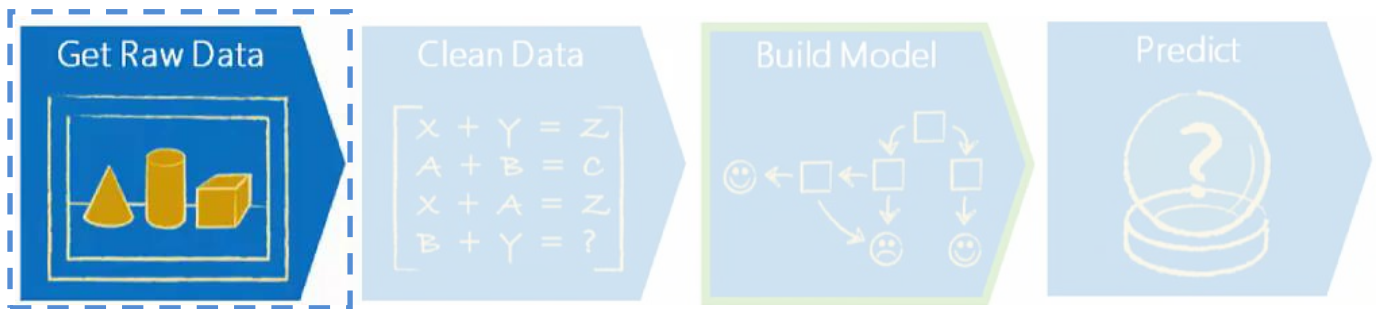 Get Raw Data
Clean Data
X + Y = Z
A + B = C
X + A = Z
B + Y = ?
Build Model
Predict
?